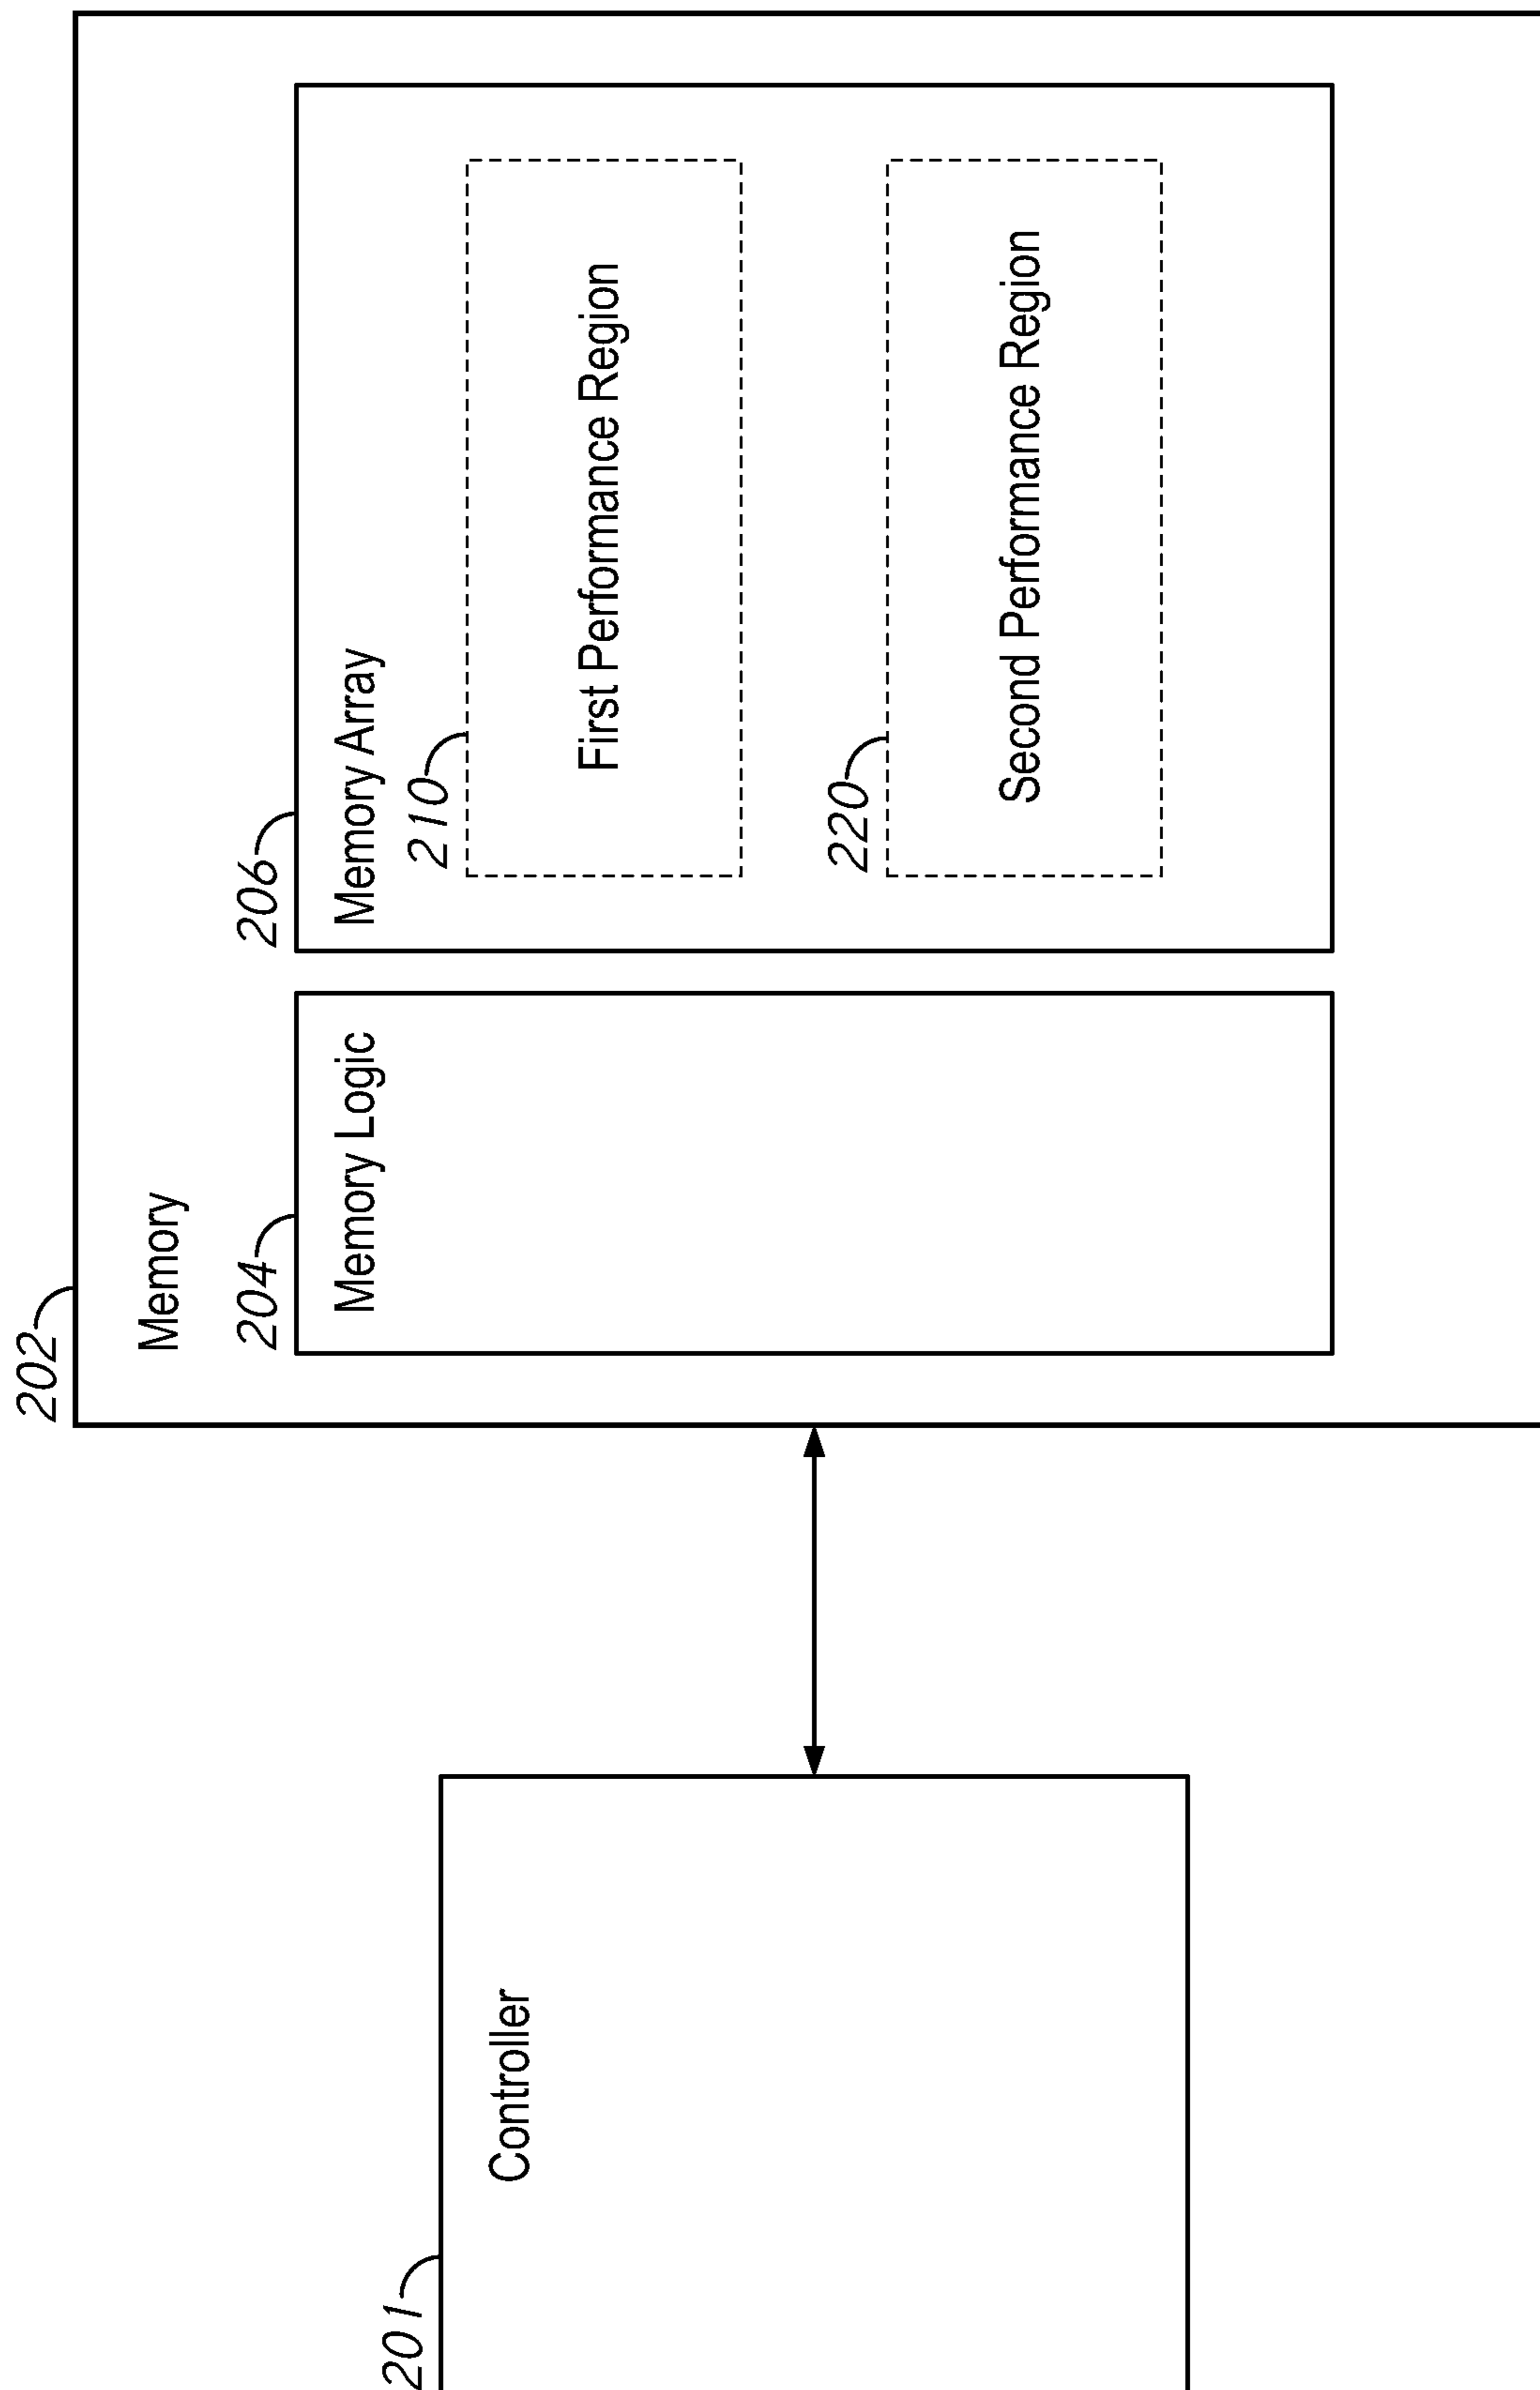 201
Controller
202
Memory
204
Memory Logic
206
Memory Array
210
First Performance Region
220
Second Performance Region